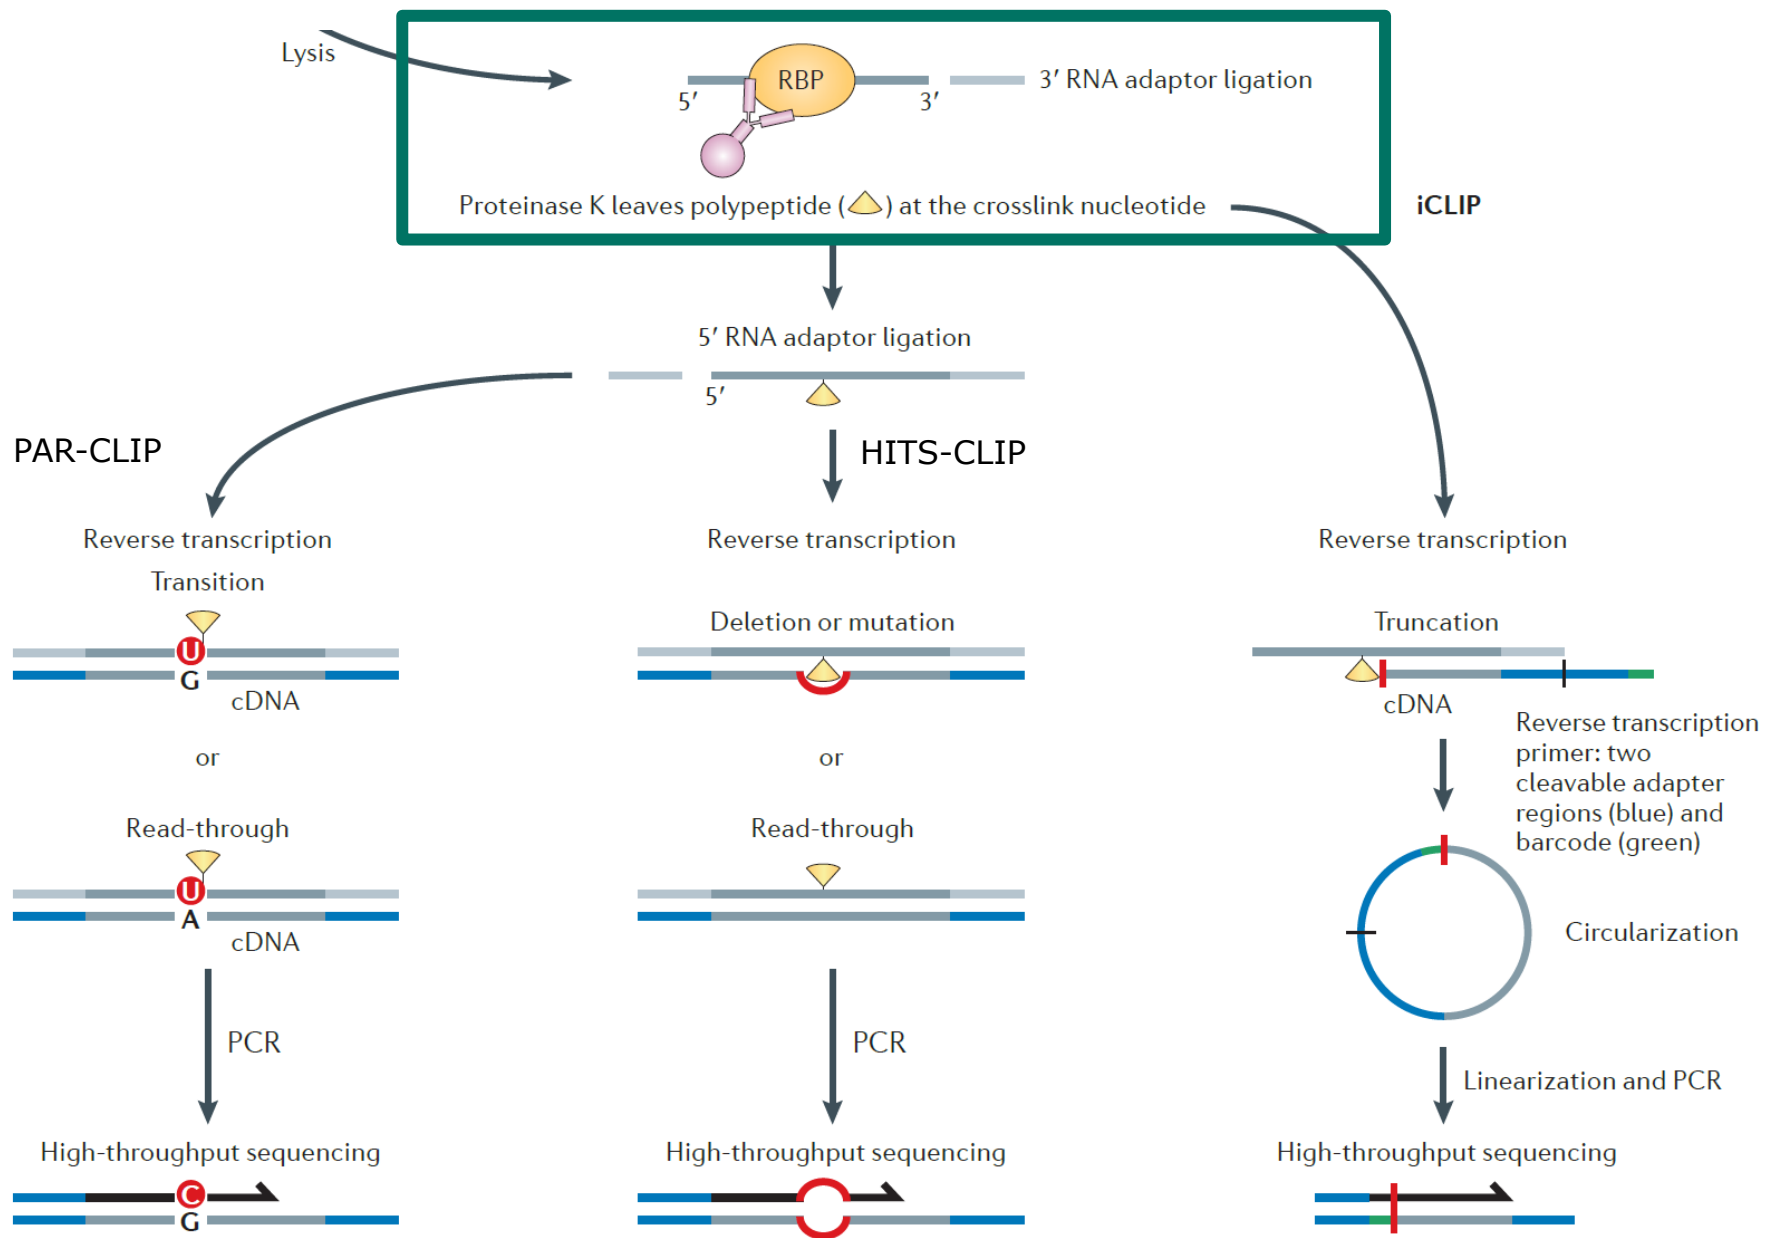 Lysis
RBP
5′
3′
3′ RNA adaptor ligation
Proteinase K leaves polypeptide ( ) at the crosslink nucleotide
iCLIP
5′ RNA adaptor ligation
5′
PAR-CLIP
HITS-CLIP
Reverse transcription
Transition
U
G
cDNA
or
Read-through
U
A
cDNA
PCR
High-throughput sequencing
C
G
Reverse transcription
Deletion or mutation
or
Read-through
PCR
High-throughput sequencing
Reverse transcription
Truncation
cDNA
Reverse transcription
primer: two
cleavable adapter
regions (blue) and
barcode (green)
Circularization
Linearization and PCR
High-throughput sequencing